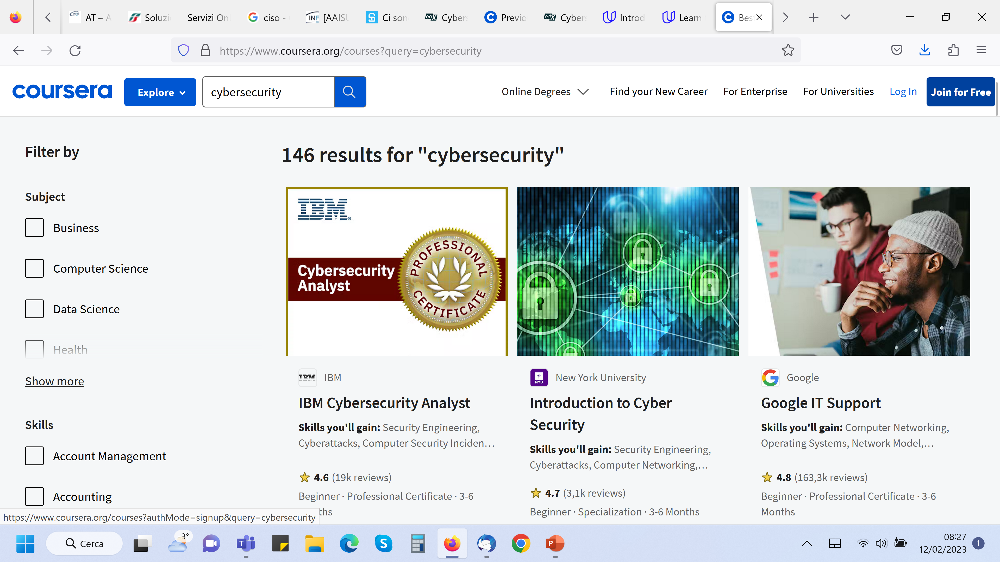 AT – A
Soluzi
Servizi Onl
ciso -
[AAISU
Ci son
Cybers
Previo
Cybers
Introd
Learn
Bes
https://www.coursera.org/courses?query=cybersecurity
coursera
Explore
cybersecurity
Online Degrees
Find your New Career
For Enterprise
For Universities
Log In
Join for Free
Filter by
Subject
Business
Computer Science
Data Science
Health
Show more
Skills
Account Management
Accounting
146 results for "cybersecurity"
IBM®
Cybersecurity
Analyst
PROFESSIONAL
CERTIFICATE
IBM
IBM
IBM Cybersecurity Analyst
Skills you'll gain: Security Engineering,
Cyberattacks, Computer Security Inciden…
4.6 (19k reviews)
Beginner · Professional Certificate · 3-6
ths
NYU
New York University
Introduction to Cyber
Security
Skills you'll gain: Security Engineering,
Cyberattacks, Computer Networking,…
4.7 (3,1k reviews)
Beginner · Specialization · 3-6 Months
Google
Google IT Support
Skills you'll gain: Computer Networking,
Operating Systems, Network Model,…
4.8 (163,3k reviews)
Beginner · Professional Certificate · 3-6
Months
https://www.coursera.org/courses?authMode=signup&query=cybersecurity
Cerca
-3°
08:27
12/02/2023
1